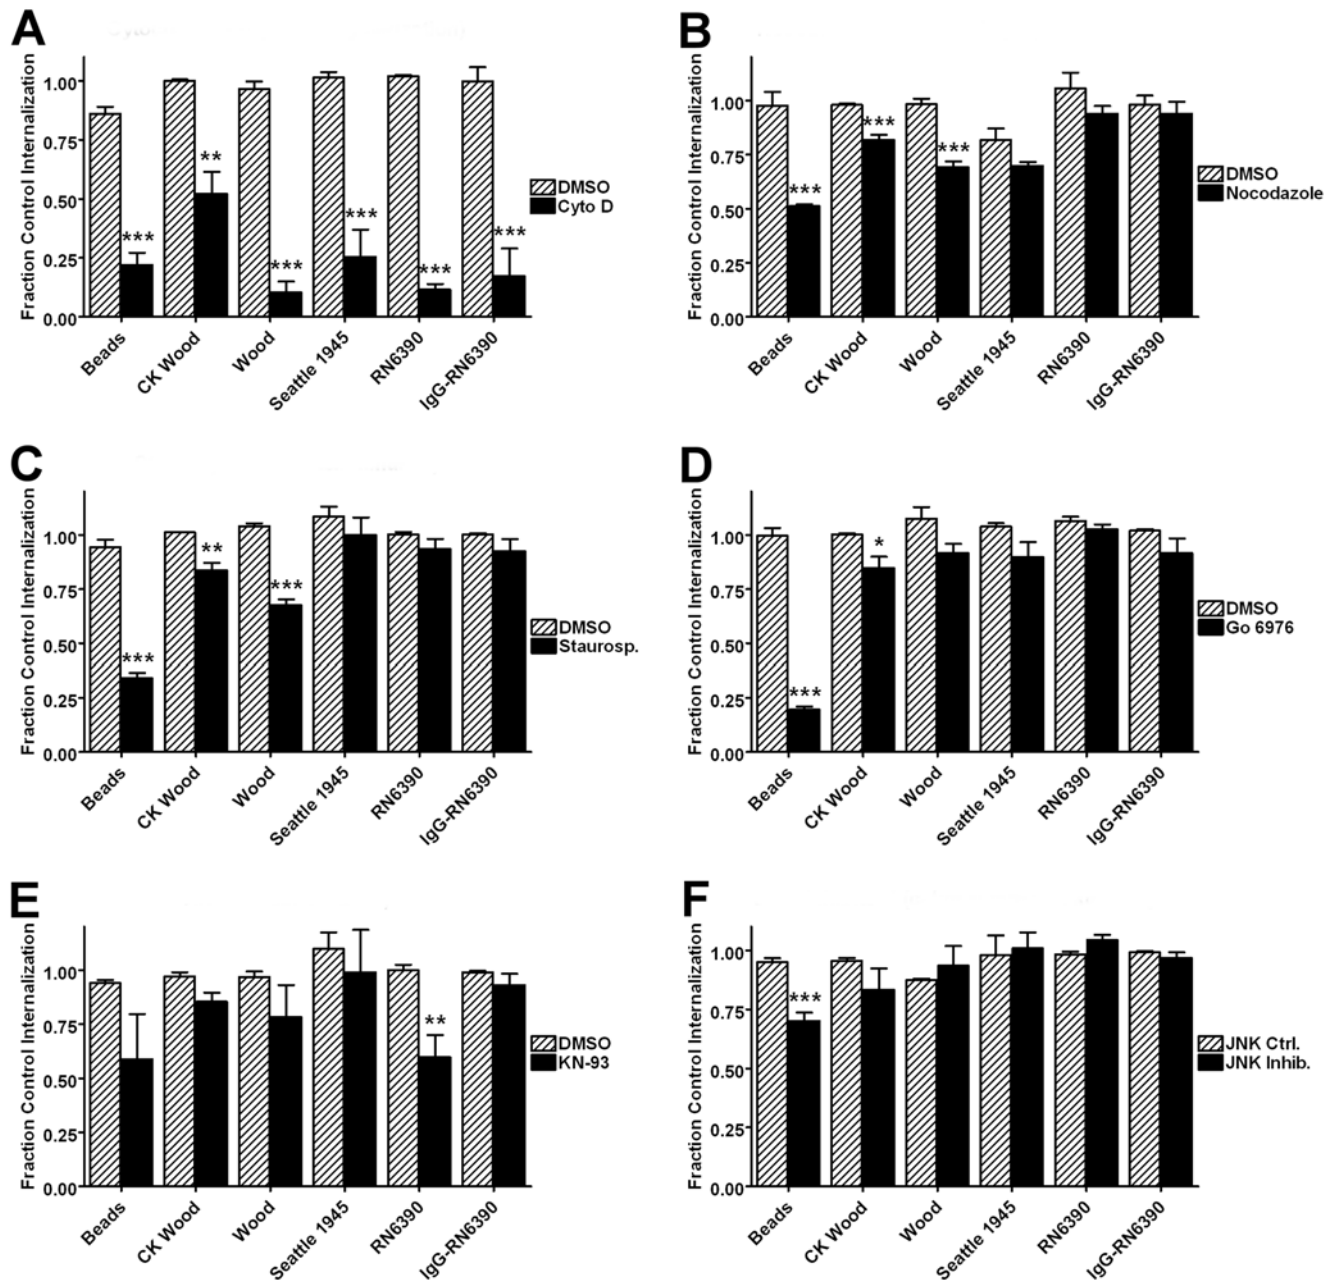 A
Fraction Control Internalization
1.00
0.75
0.50
0.25
0.00
***
**
***
***
***
***
DMSO
Cyto D
Beads
CK Wood
Wood
Seattle 1945
RN6390
IgG-RN6390
B
Fraction Control Internalization
1.00
0.75
0.50
0.25
0.00
***
***
***
DMSO
Nocodazole
Beads
CK Wood
Wood
Seattle 1945
RN6390
IgG-RN6390
C
Fraction Control Internalization
1.00
0.75
0.50
0.25
0.00
***
**
***
DMSO
Staurosp.
Beads
CK Wood
Wood
Seattle 1945
RN6390
IgG-RN6390
D
Fraction Control Internalization
1.00
0.75
0.50
0.25
0.00
***
*
DMSO
Go 6976
Beads
CK Wood
Wood
Seattle 1945
RN6390
IgG-RN6390
E
Fraction Control Internalization
1.00
0.75
0.50
0.25
0.00
**
DMSO
KN-93
Beads
CK Wood
Wood
Seattle 1945
RN6390
IgG-RN6390
F
Fraction Control Internalization
1.00
0.75
0.50
0.25
0.00
***
JNK Ctrl.
JNK Inhib.
Beads
CK Wood
Wood
Seattle 1945
RN6390
IgG-RN6390